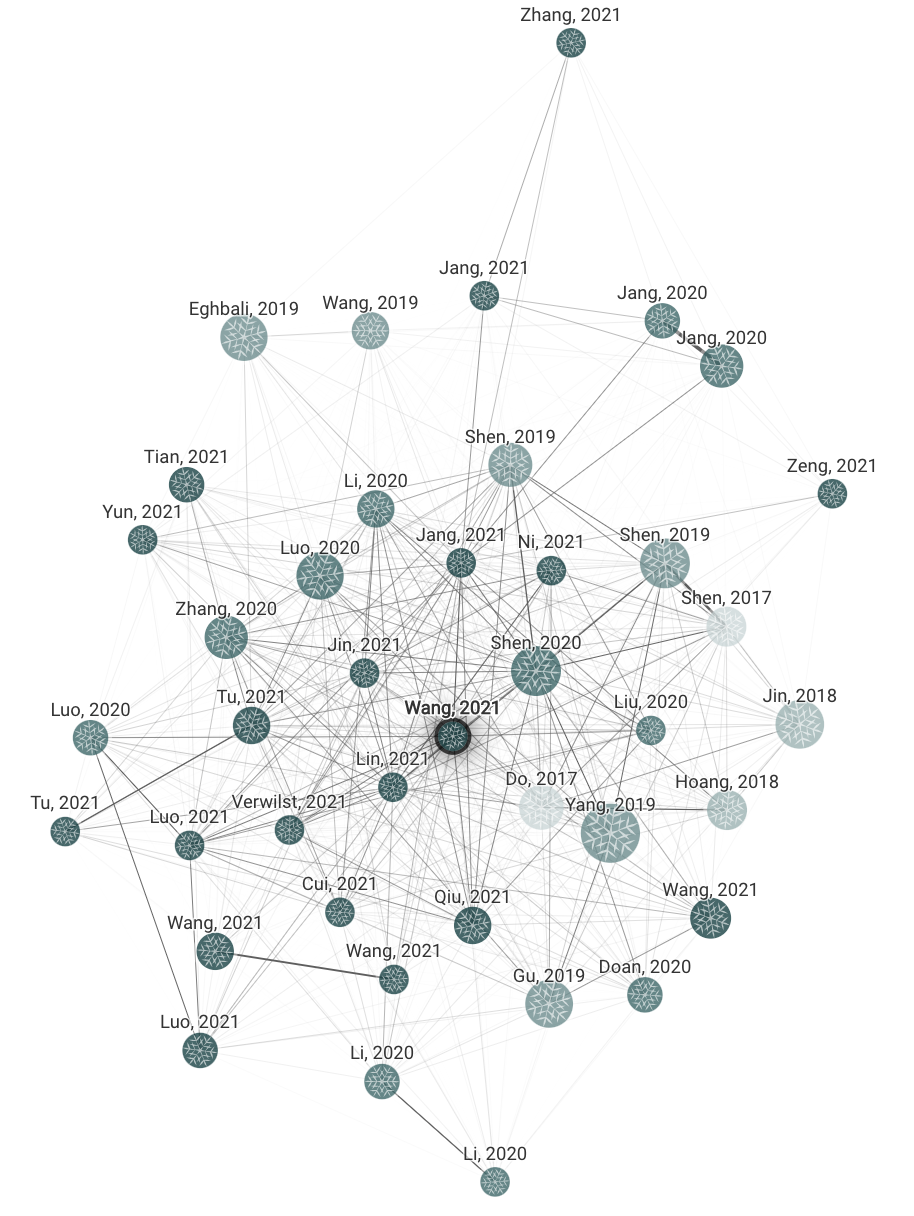 Zhang, 2021
Jang, 2021
Jang, 2020
Eghbali, 2019
Wang, 2019
Jang, 2020
Shen, 2019
Tian, 2021
Zeng, 2021
Li, 2020
Yun, 2021
Jang, 2021
Ni, 2021
Shen, 2019
Luo, 2020
Shen, 2017
Zhang, 2020
Jin, 2021
Shen, 2020
Tu, 2021
Jin, 2018
Liu, 2020
Luo, 2020
Wang, 2021
Lin, 2021
Do, 2017
Hoang, 2018
Tu, 2021
Verwilst, 2021
Yang, 2019
Luo, 2021
Cui, 2021
Wang, 2021
Qiu, 2021
Wang, 2021
Wang, 2021
Doan, 2020
Gu, 2019
Luo, 2021
Li, 2020
Li, 2020